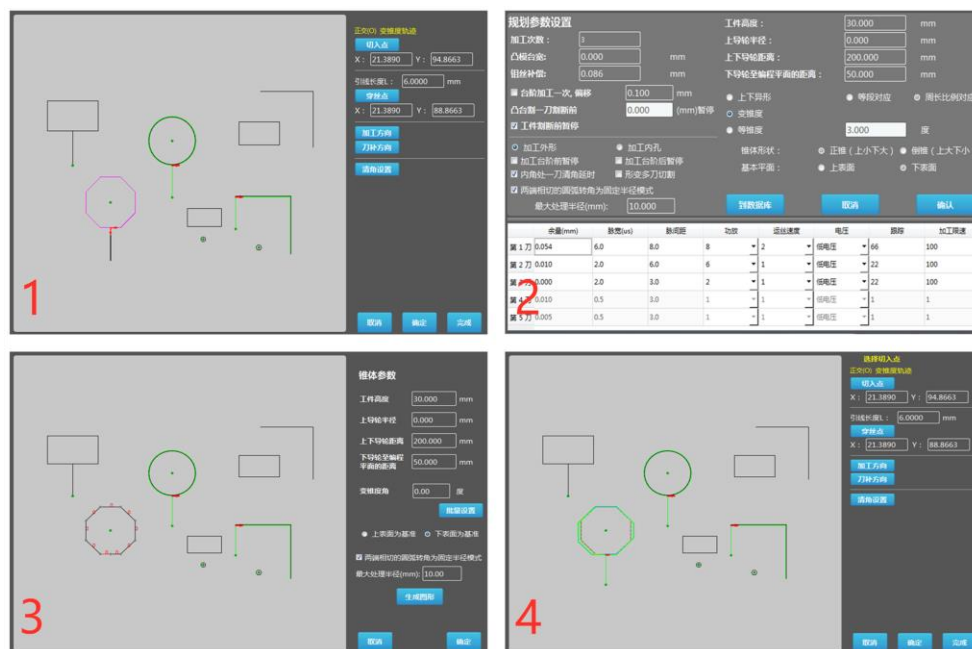 正交(O) 变锥度轨迹
切入点
X： 21.3890 Y： 94.8663
引线长度L： 6.0000 mm
穿丝点
X： 21.3890 Y： 88.8663
加工方向
刀补方向
清角设置
取消 确定 完成
1
规划参数设置
加工次数： 3
凸模台宽： 0.000 mm
钼丝补偿： 0.086 mm
台阶加工一次, 偏移 0.100 mm
凸台割一刀割断前 0.000 (mm)暂停
工件割断前暂停
加工外形 加工内孔
加工台阶前暂停 加工台阶后暂停
内角处一刀清角延时 形变多刀切割
两端相切的圆弧转角为固定半径模式
最大处理半径(mm): 10.000
工件高度： 30.000 mm
上导轮半径： 0.000 mm
上下导轮距离： 200.000 mm
下导轮至编程平面的距离： 50.000 mm
上下异形 等段对应 周长比例对应
变锥度
等锥度 3.000 度
锥体形状： 正锥（上小下大） 倒锥（上大下小
基本平面： 上表面 下表面
到数据库 取消 确认
余量(mm) 脉宽(us) 脉间距 功放 运丝速度 电压 跟踪 加工限速
第 1 刀 0.054 6.0 8.0 8 2 低电压 66 100
第 2 刀 0.010 2.0 6.0 6 1 低电压 22 100
0.000 2.0 3.0 2 1 低电压 22 100
第 4 刀 0.010 0.5 3.0 1 1 低电压 1 1
第 5 刀 0.005 0.5 3.0 1 1 低电压 1 1
2
锥体参数
工件高度 30.000 mm
上导轮半径 0.000 mm
上下导轮距离 200.000 mm
下导轮至编程
平面的距离 50.000 mm
变锥度角 0.00 度
批量设置
上表面为基准 下表面为基准
两端相切的圆弧转角为固定半径模式
最大处理半径(mm): 10.00
生成图形
取消 确定
3
选择切入点
正交(O) 变锥度轨迹
切入点
X： 21.3890 Y： 94.8663
引线长度L： 6.0000 mm
穿丝点
X： 21.3890 Y： 88.8663
加工方向
刀补方向
清角设置
取消 确定 完成
4